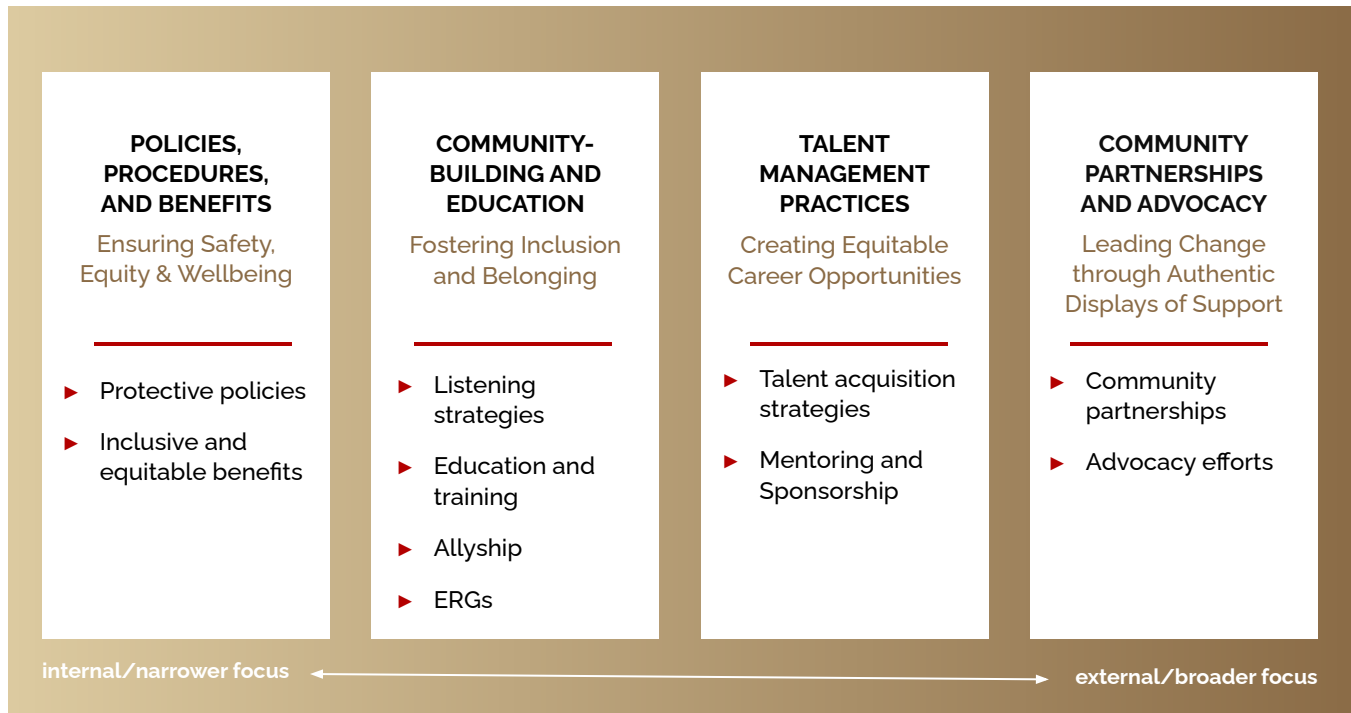 POLICIES,
PROCEDURES,
AND BENEFITS
Ensuring Safety,
Equity & Wellbeing
► Protective policies
► Inclusive and
equitable benefits
COMMUNITY-
BUILDING AND
EDUCATION
Fostering Inclusion
and Belonging
► Listening
strategies
► Education and
training
► Allyship
► ERGs
TALENT
MANAGEMENT
PRACTICES
Creating Equitable
Career Opportunities
► Talent acquisition
strategies
► Mentoring and
Sponsorship
COMMUNITY
PARTNERSHIPS
AND ADVOCACY
Leading Change
through Authentic
Displays of Support
► Community
partnerships
► Advocacy efforts
internal/narrower focus
external/broader focus